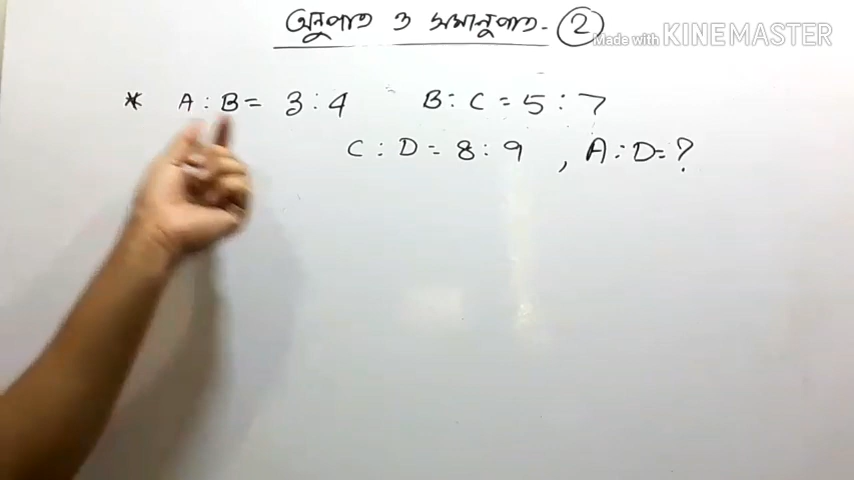 অনুপাত ও সমানুপাত- ②
Made with KINEMASTER
* A : B = 3 : 4 B : C = 5 : 7
C : D = 8 : 9 , A : D = ?